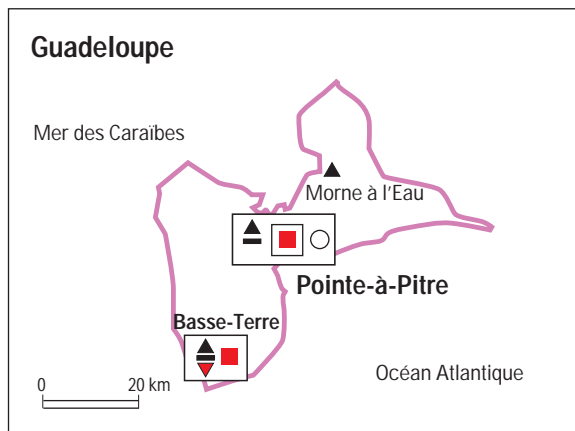 Guadeloupe
Mer des Caraïbes
Morne à l'Eau
Pointe-à-Pitre
Basse-Terre
0 20 km
Océan Atlantique